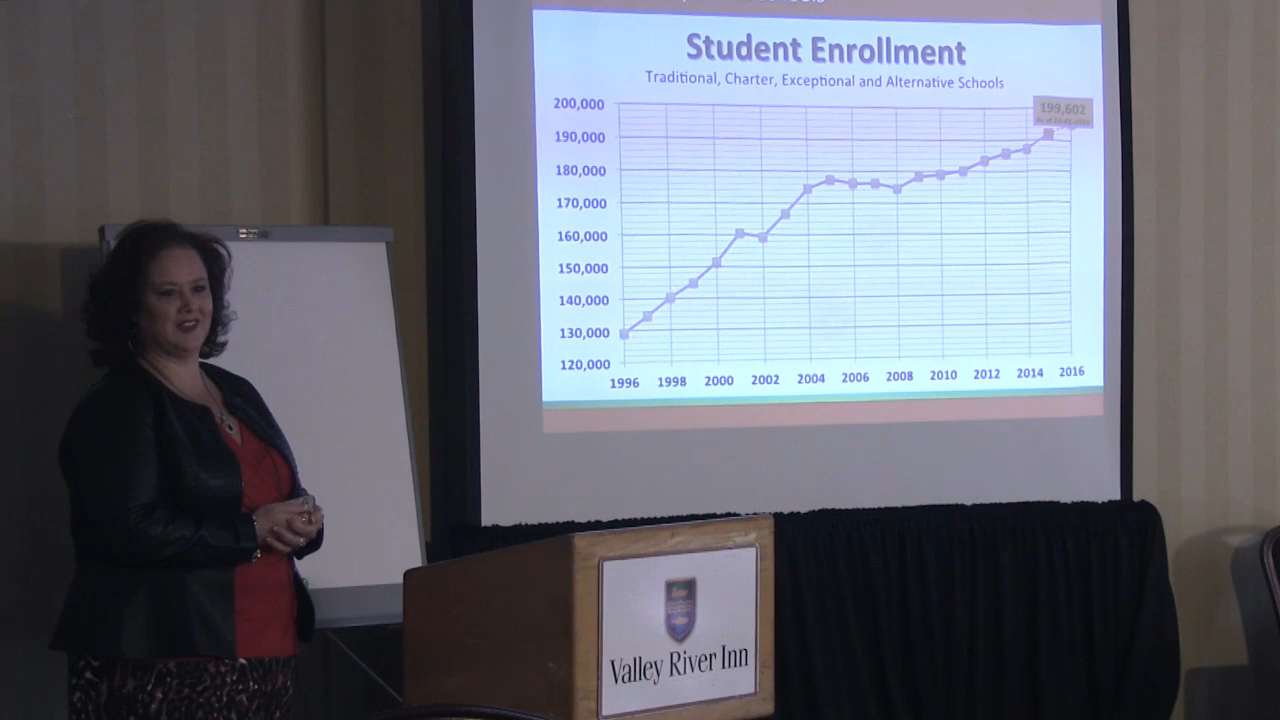 Student Enrollment
Traditional, Charter, Exceptional and Alternative Schools
200,000
199,602
190,000
180,000
170,000
160,000
150,000
140,000
130,000
120,000
1996 1998 2000 2002 2004 2006 2008 2010 2012 2014 2016
Valley River Inn